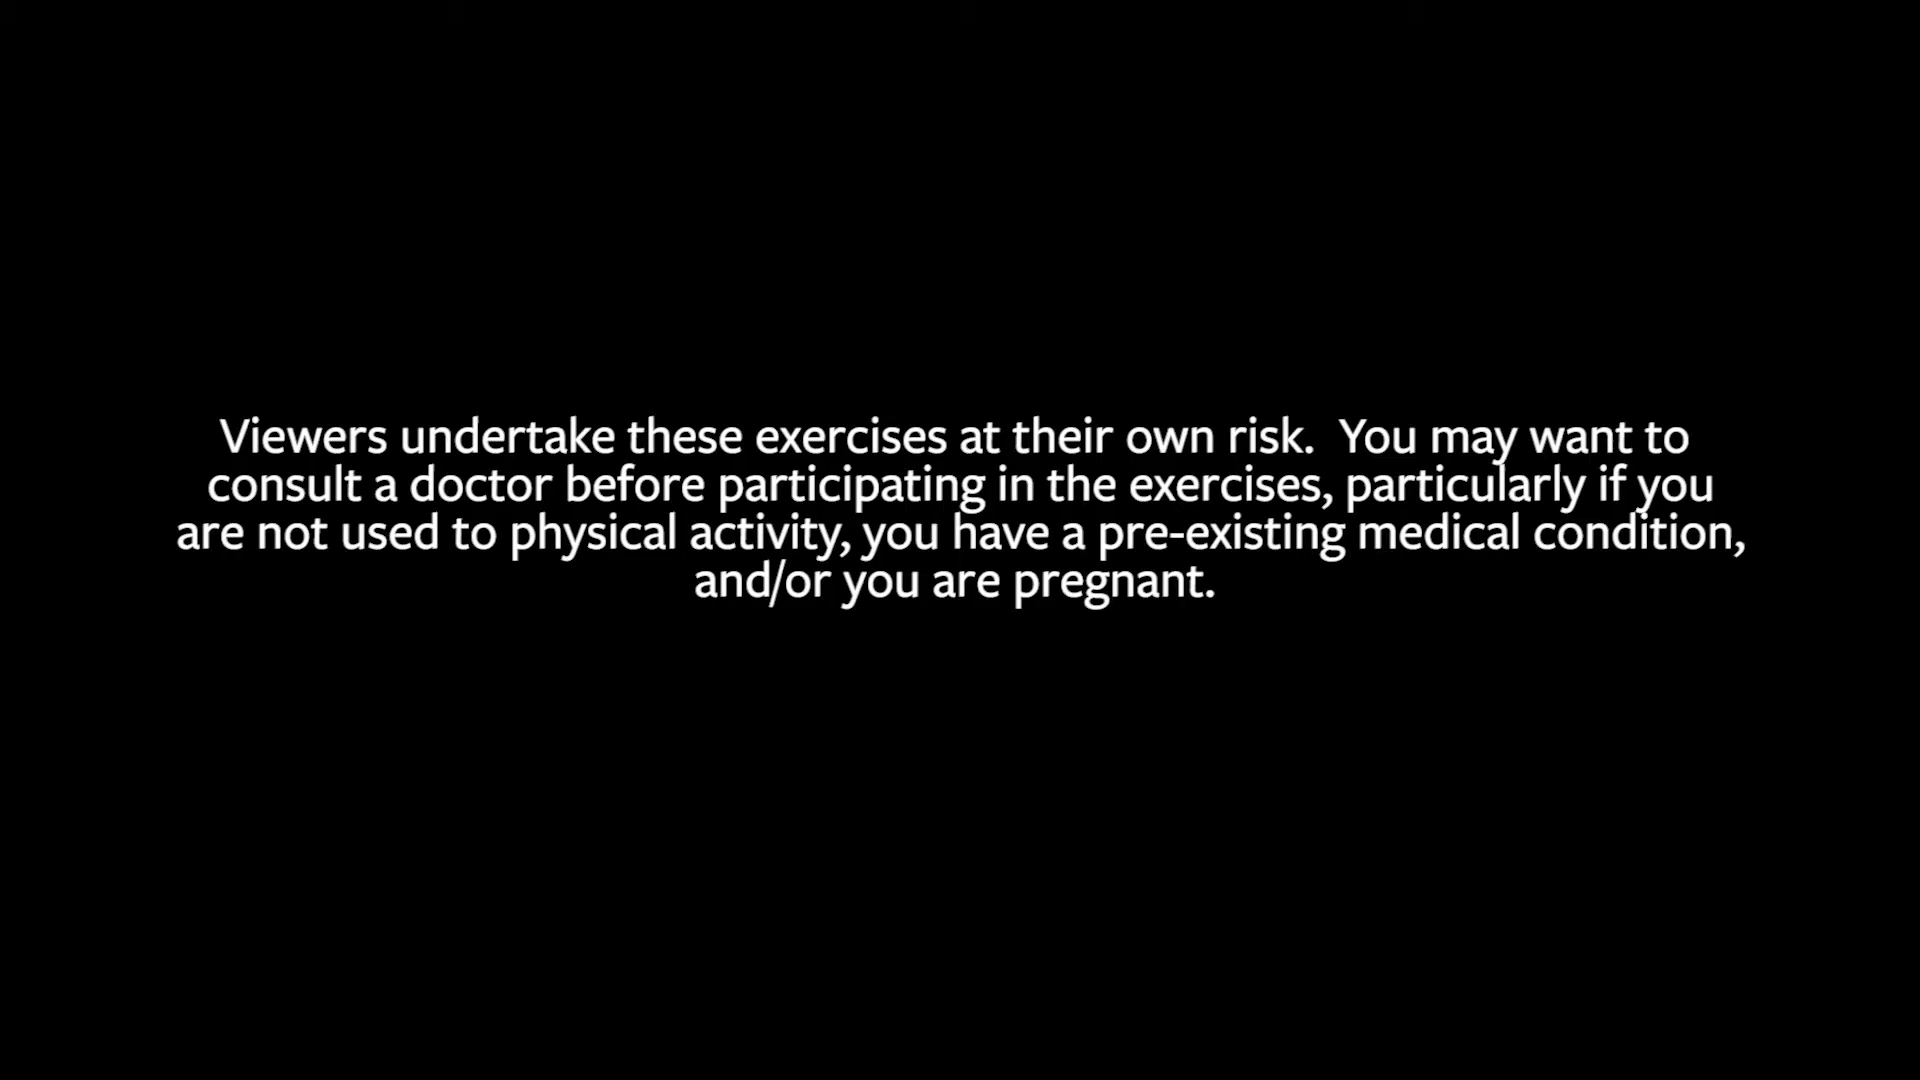 Viewers undertake these exercises at their own risk.  You may want to
consult a doctor before participating in the exercises, particularly if you
are not used to physical activity, you have a pre-existing medical condition,
and/or you are pregnant.